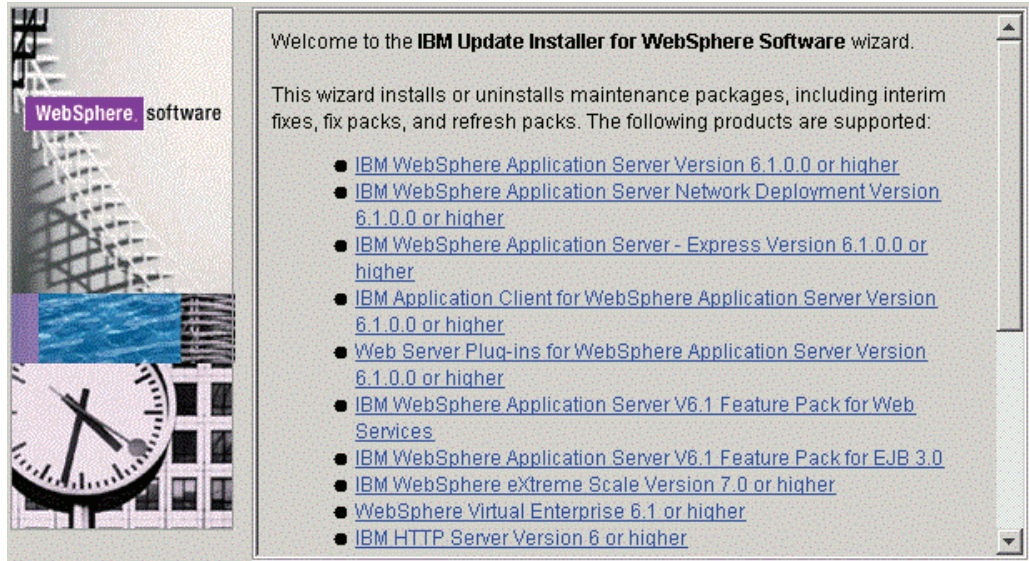 WebSphere software
Welcome to the IBM Update Installer for WebSphere Software wizard.
This wizard installs or uninstalls maintenance packages, including interim
fixes, fix packs, and refresh packs. The following products are supported:
IBM WebSphere Application Server Version 6.1.0.0 or higher
IBM WebSphere Application Server Network Deployment Version
6.1.0.0 or higher
IBM WebSphere Application Server - Express Version 6.1.0.0 or
higher
IBM Application Client for WebSphere Application Server Version
6.1.0.0 or higher
Web Server Plug-ins for WebSphere Application Server Version
6.1.0.0 or higher
IBM WebSphere Application Server V6.1 Feature Pack for Web
Services
IBM WebSphere Application Server V6.1 Feature Pack for EJB 3.0
IBM WebSphere eXtreme Scale Version 7.0 or higher
WebSphere Virtual Enterprise 6.1 or higher
IBM HTTP Server Version 6 or higher